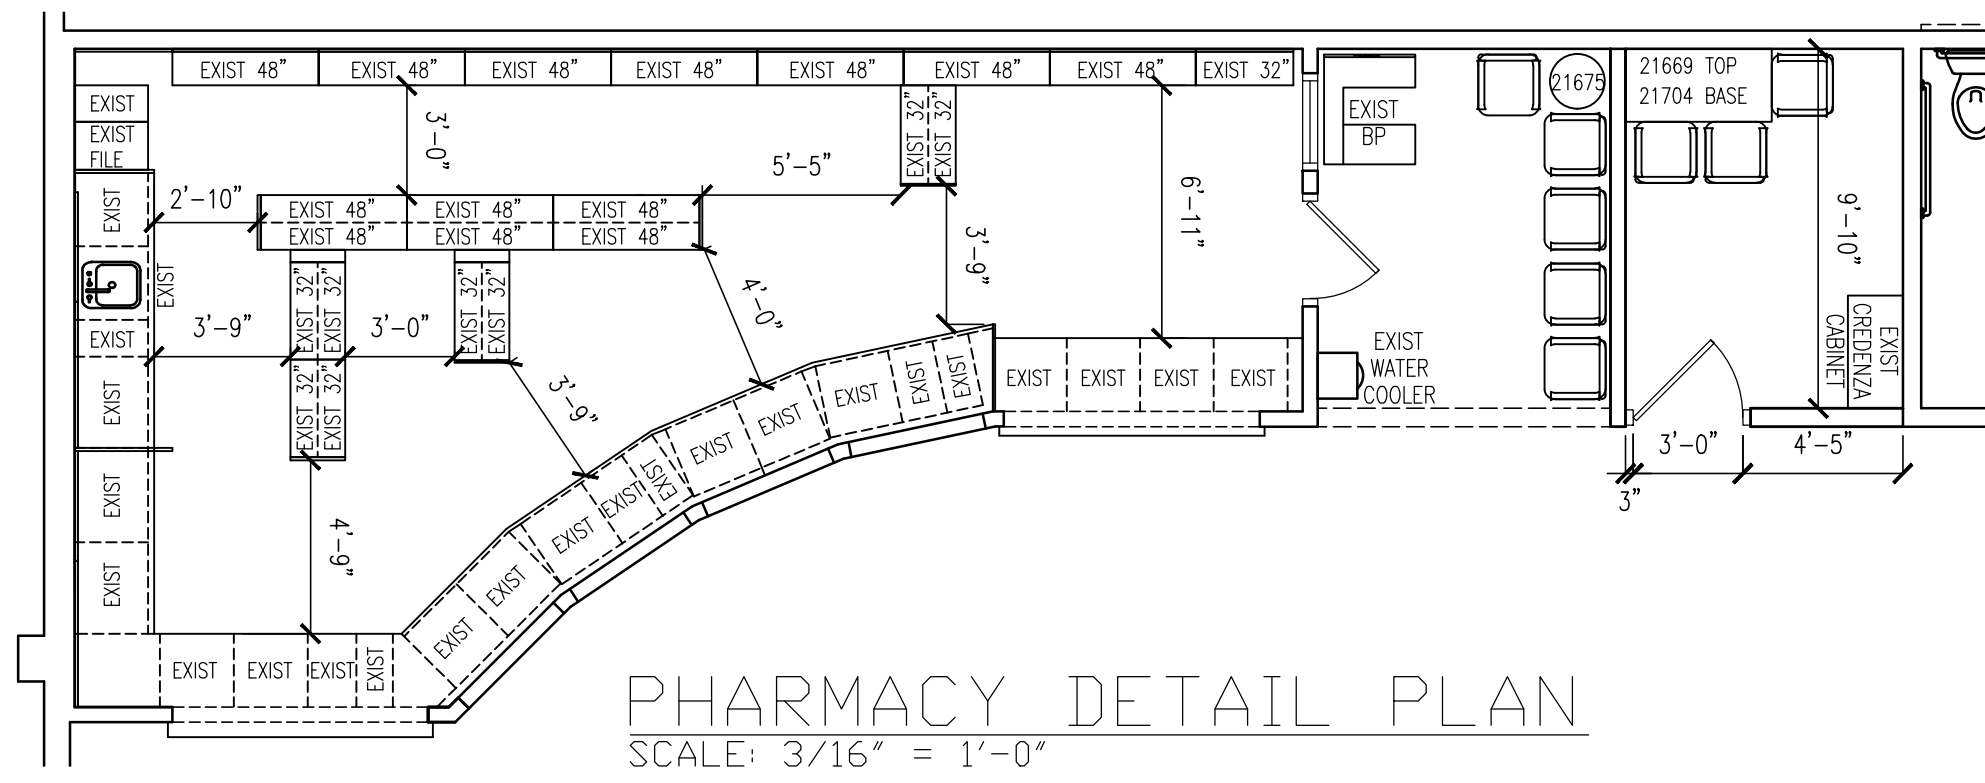 EXIST 48"
EXIST 48"
EXIST 48"
EXIST 48"
EXIST 48"
EXIST 48"
EXIST 48"
EXIST 32"
EXIST
EXIST
FILE
3'-0"
EXIST 32"
EXIST 32"
EXIST
BP
21675
21669 TOP
21704 BASE
EXIST
2'-10"
EXIST 48"
EXIST 48"
EXIST 48"
EXIST 48"
EXIST 48"
EXIST 48"
5'-5"
6'-11"
9'-10"
EXIST
EXIST 32"
EXIST 32"
EXIST 32"
EXIST 32"
3'-9"
4'-0"
EXIST
3'-9"
3'-0"
EXIST
WATER
COOLER
EXIST
CREDENZA
CABINET
EXIST
EXIST 32"
EXIST 32"
3'-9"
EXIST
EXIST
EXIST
EXIST
EXIST
EXIST
EXIST
EXIST
EXIST
EXIST
EXIST
EXIST
EXIST
EXIST
3'-0"
4'-5"
3"
EXIST
4'-9"
EXIST
EXIST
EXIST
EXIST
EXIST
EXIST
EXIST
PHARMACY DETAIL PLAN
SCALE: 3/16" = 1'-0"